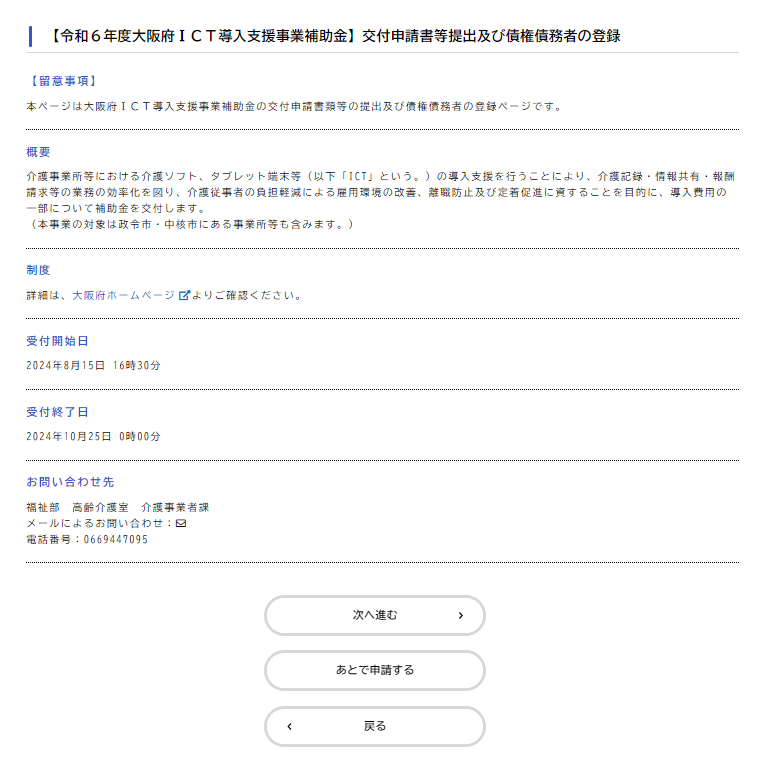 【令和６年度大阪府ＩＣＴ導入支援事業補助金】交付申請書等提出及び債権債務者の登録
【留意事項】
本ページは大阪府ＩＣＴ導入支援事業補助金の交付申請書類等の提出及び債権債務者の登録ページです。
概要
介護事業所等における介護ソフト、タブレット端末等（以下「ICT」という。）の導入支援を行うことにより、介護記録・情報共有・報酬
請求等の業務の効率化を図り、介護従事者の負担軽減による雇用環境の改善、離職防止及び定着促進に資することを目的に、導入費用の
一部について補助金を交付します。
（本事業の対象は政令市・中核市にある事業所等も含みます。）
制度
詳細は、大阪府ホームページよりご確認ください。
受付開始日
2024年8月15日 16時30分
受付終了日
2024年10月25日 0時00分
お問い合わせ先
福祉部　高齢介護室　介護事業者課
メールによるお問い合わせ：
電話番号：0669447095
次へ進む
あとで申請する
戻る